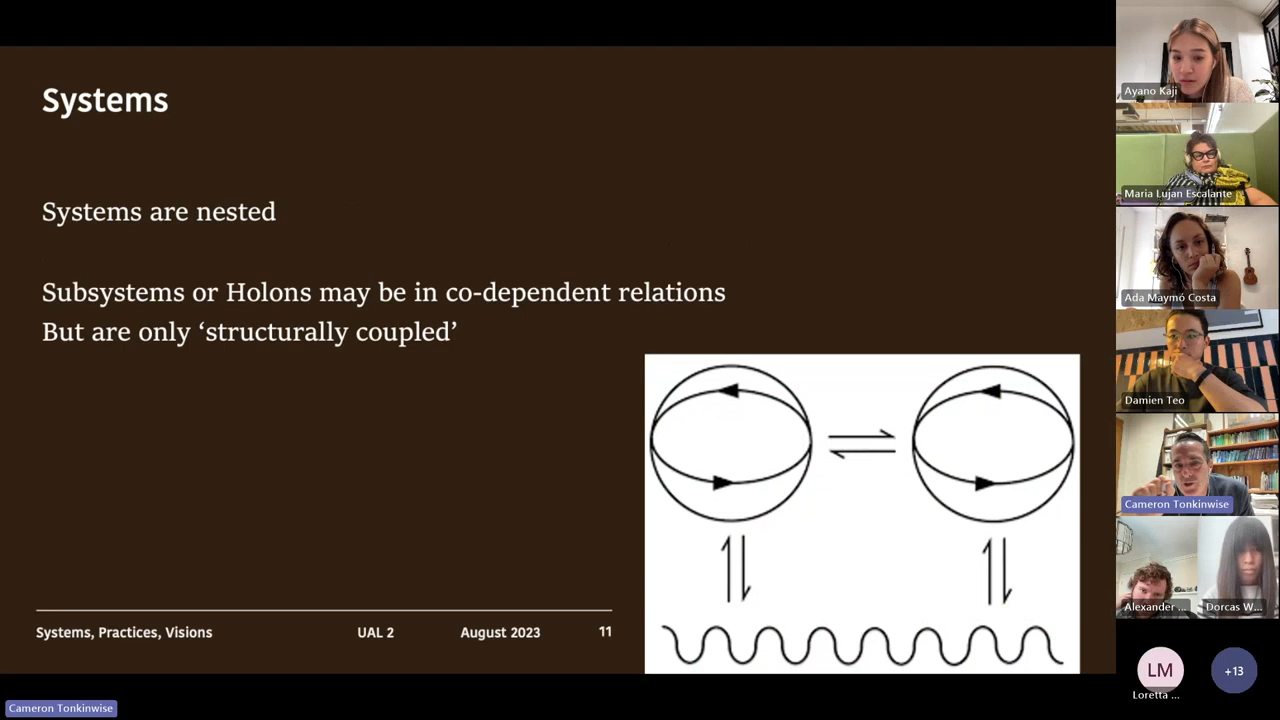 Systems
Systems are nested
Subsystems or Holons may be in co-dependent relations
But are only ‘structurally coupled’
Systems, Practices, Visions UAL 2 August 2023 11
Ayano Kaji
Maria Lujan Escalante
Ada Maymó Costa
Damien Teo
Cameron Tonkinwise
Alexander ...
Dorcas W...
LM
Loretta ...
+13
Cameron Tonkinwise